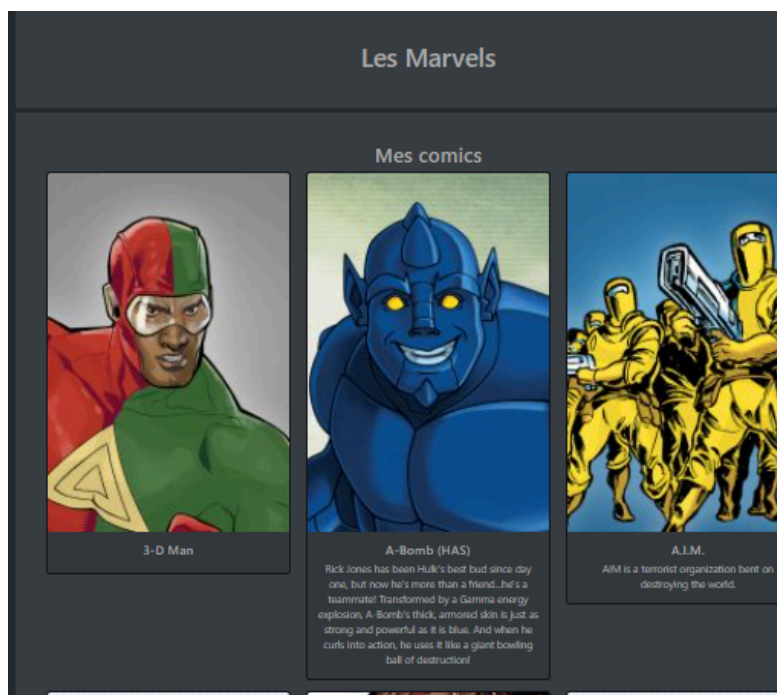 Les Marvels
Mes comics
3-D Man
A-Bomb (HAS)
Rick Jones has been Hulk's best bud since day
one, but now he's more than a friend...he's a
teammate! Transformed by a Gamma energy
explosion, A-Bomb's thick, armored skin is just as
strong and powerful as it is blue. And when he
curls into action, he uses it like a giant bowling
ball of destruction!
A.I.M.
AIM is a terrorist organization bent on
destroying the world.